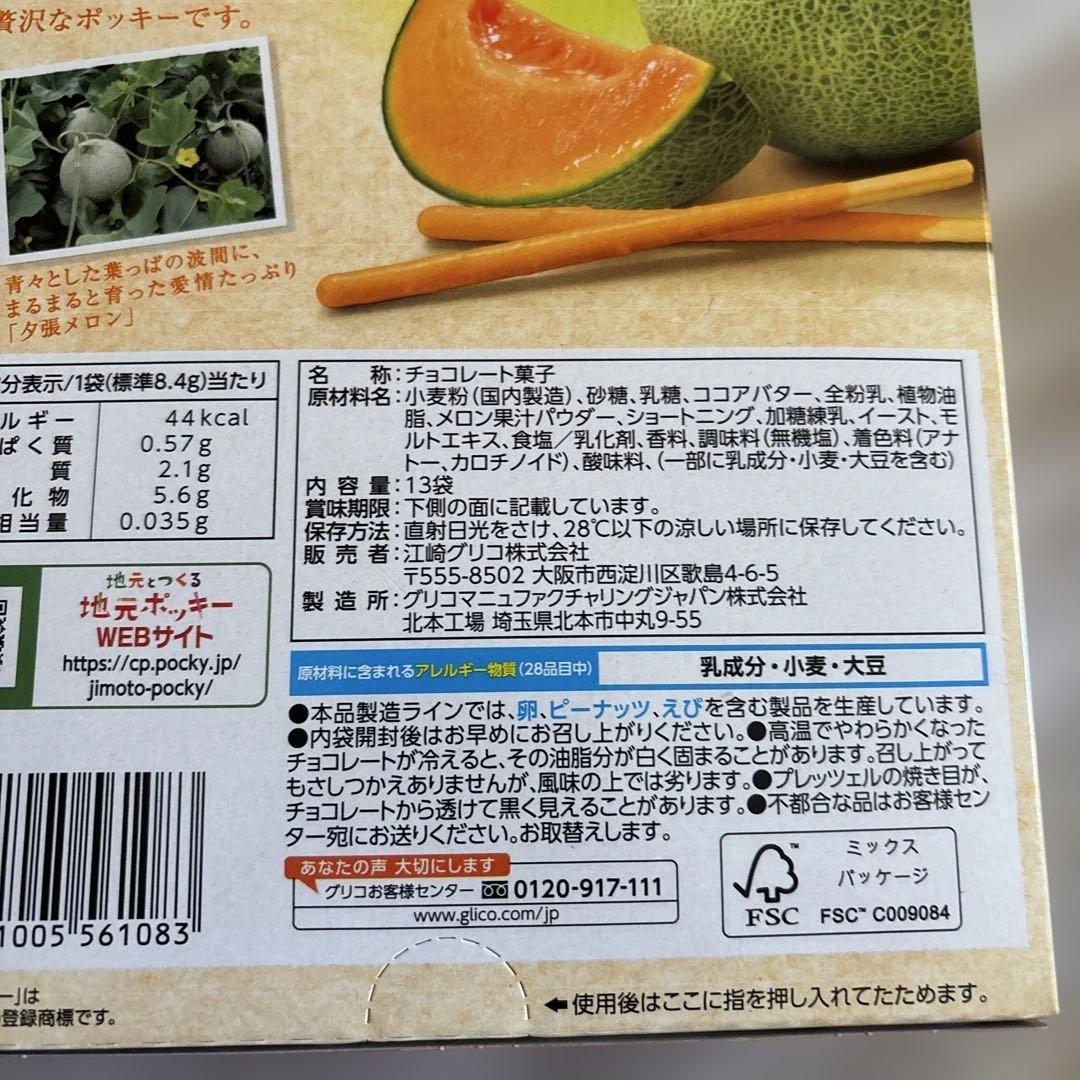 贅沢なポッキーです。
青々とした葉っぱの波間に、
まるまると育った愛情たっぷり
「夕張メロン」
分表示/1袋(標準8.4g)当たり
ルギー 44kcal
ぱく質 0.57g
質 2.1g
化物 5.6g
相当量 0.035g
地元とつくる
地元ポッキー
WEBサイト
https://cp.pocky.jp/
jimoto-pocky/
名 称:チョコレート菓子
原材料名:小麦粉(国内製造)、砂糖、乳糖、ココアバター、全粉乳、植物油
脂、メロン果汁パウダー、ショートニング、加糖練乳、イースト、モ
ルトエキス、食塩/乳化剤、香料、調味料(無機塩)、着色料(アナ
トー、カロチノイド)、酸味料、(一部に乳成分・小麦・大豆を含む)
内容量:13袋
賞味期限:下側の面に記載しています。
保存方法:直射日光をさけ、28℃以下の涼しい場所に保存してください。
販売者:江崎グリコ株式会社
〒555-8502 大阪市西淀川区歌島4-6-5
製造所:グリコマニュファクチャリングジャパン株式会社
北本工場 埼玉県北本市中丸9-55
原材料に含まれるアレルギー物質(28品目中) 乳成分・小麦・大豆
●本品製造ラインでは、卵、ピーナッツ、えびを含む製品を生産しています。
●内袋開封後はお早めにお召し上がりください。●高温でやわらかくなった
チョコレートが冷えると、その油脂分が白く固まることがあります。召し上がって
もさしつかえありませんが、風味の上では劣ります。●プレッツェルの焼き目が、
チョコレートから透けて黒く見えることがあります。●不都合な品はお客様セン
ター宛にお送りください。お取替えします。
あなたの声 大切にします
グリコお客様センター 0120-917-111
www.glico.com/jp
ミックス
パッケージ
FSC FSC™ C009084
1005 561083
ー」は
登録商標です。
←使用後はここに指を押し入れてたためます。